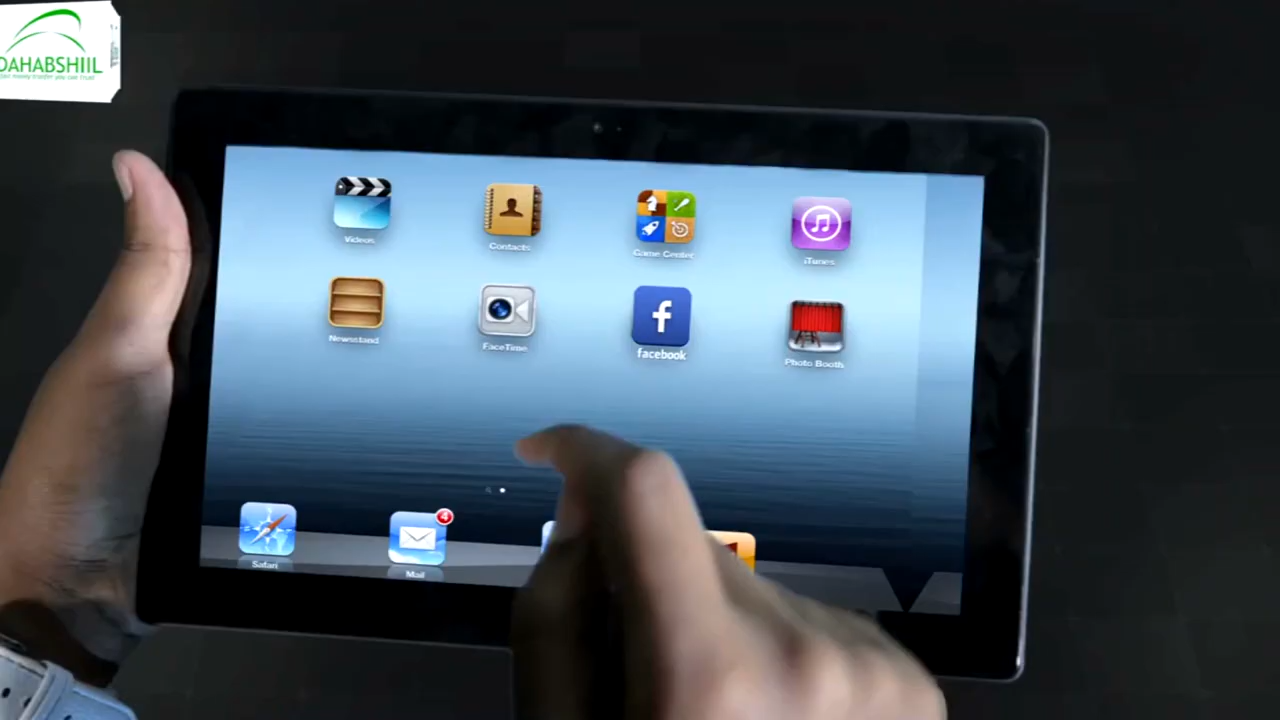 DAHABSHIIL
Videos
Contacts
Game Center
iTunes
Newsstand
FaceTime
f
facebook
Photo Booth
4
Safari
Mail